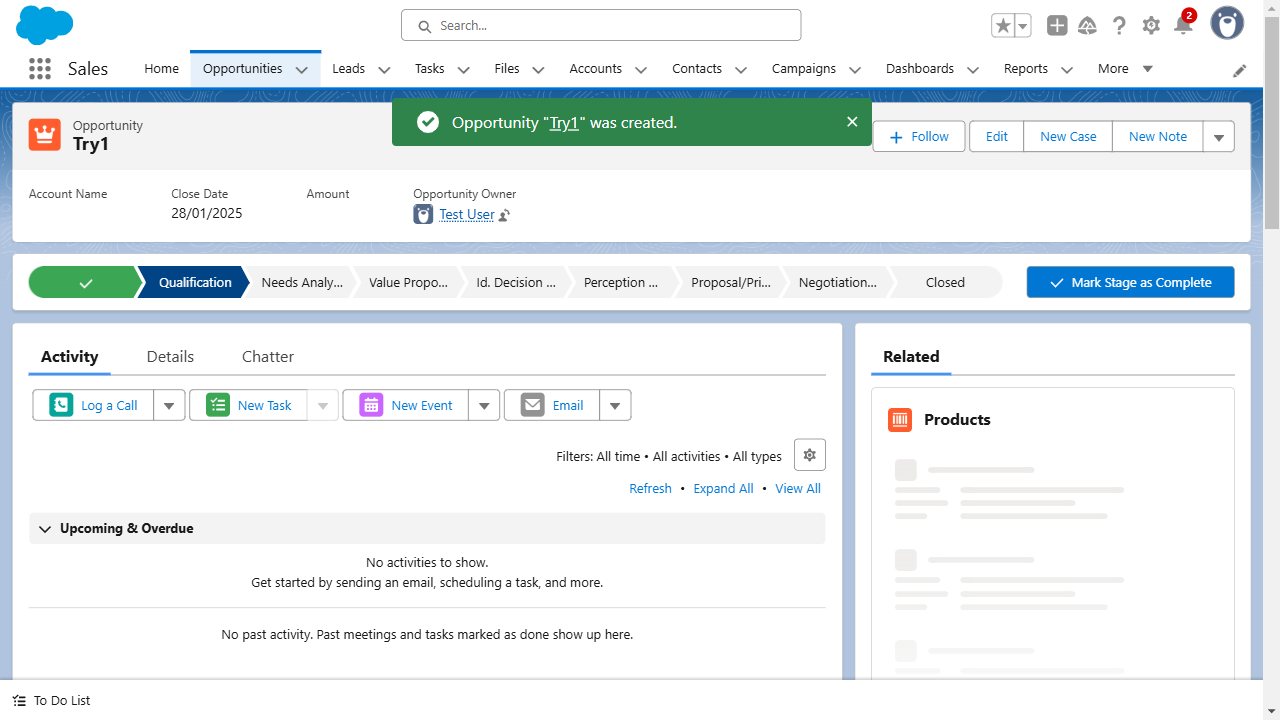 Search...
2
Sales
Home
Opportunities
Leads
Tasks
Files
Accounts
Contacts
Campaigns
Dashboards
Reports
More
Opportunity
Try1
Opportunity "Try1" was created.
Follow
Edit
New Case
New Note
Account Name
Close Date
28/01/2025
Amount
Opportunity Owner
Test User
Qualification
Needs Analy...
Value Propo...
Id. Decision ...
Perception ...
Proposal/Pri...
Negotiation...
Closed
Mark Stage as Complete
Activity
Details
Chatter
Log a Call
New Task
New Event
Email
Filters: All time • All activities • All types
Refresh • Expand All • View All
Upcoming & Overdue
No activities to show.
Get started by sending an email, scheduling a task, and more.
No past activity. Past meetings and tasks marked as done show up here.
Related
Products
To Do List